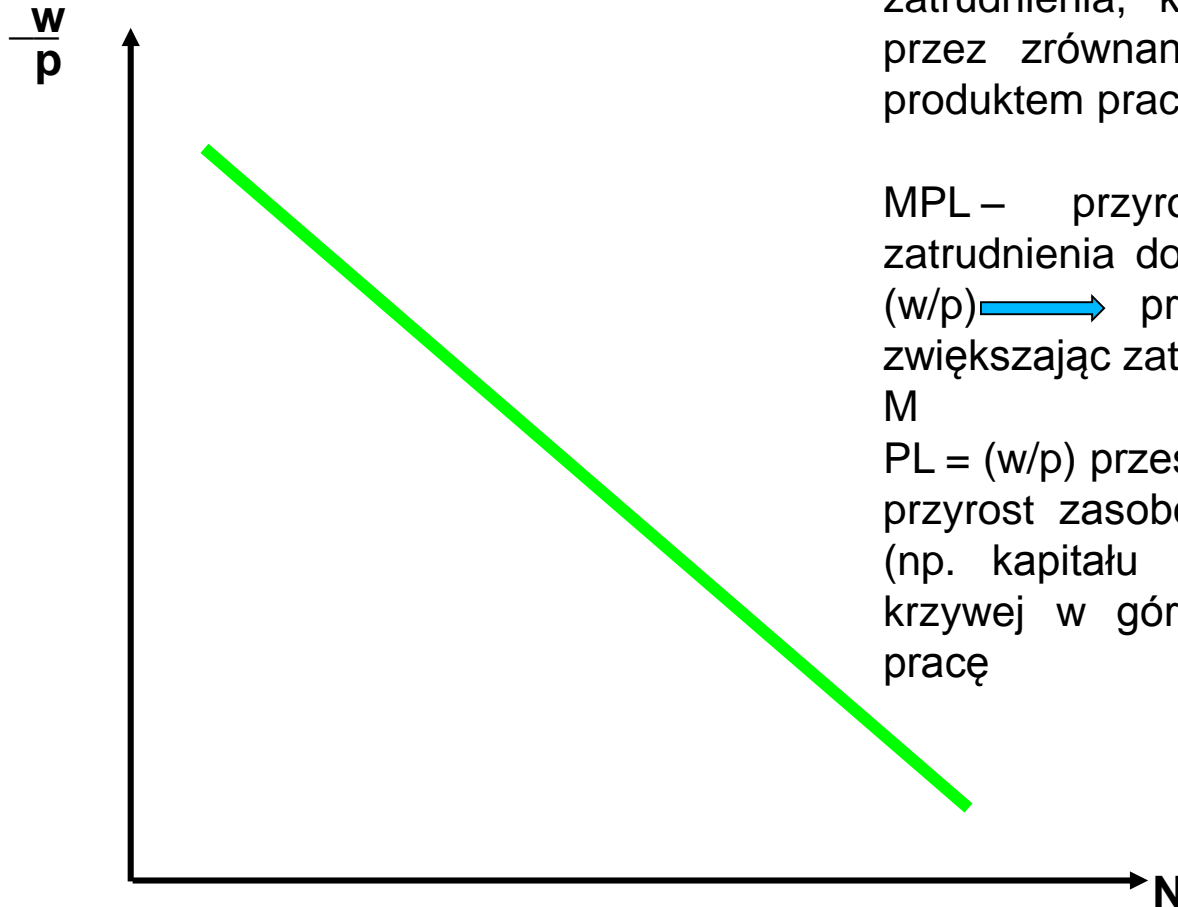 w
p
zatrudnienia, k
przez zrównan
produktem prac
MPL – przyro
zatrudnienia do
(w/p) pr
zwiększając zat
M
PL = (w/p) przes
przyrost zasobo
(np. kapitału
krzywej w gór
pracę
N